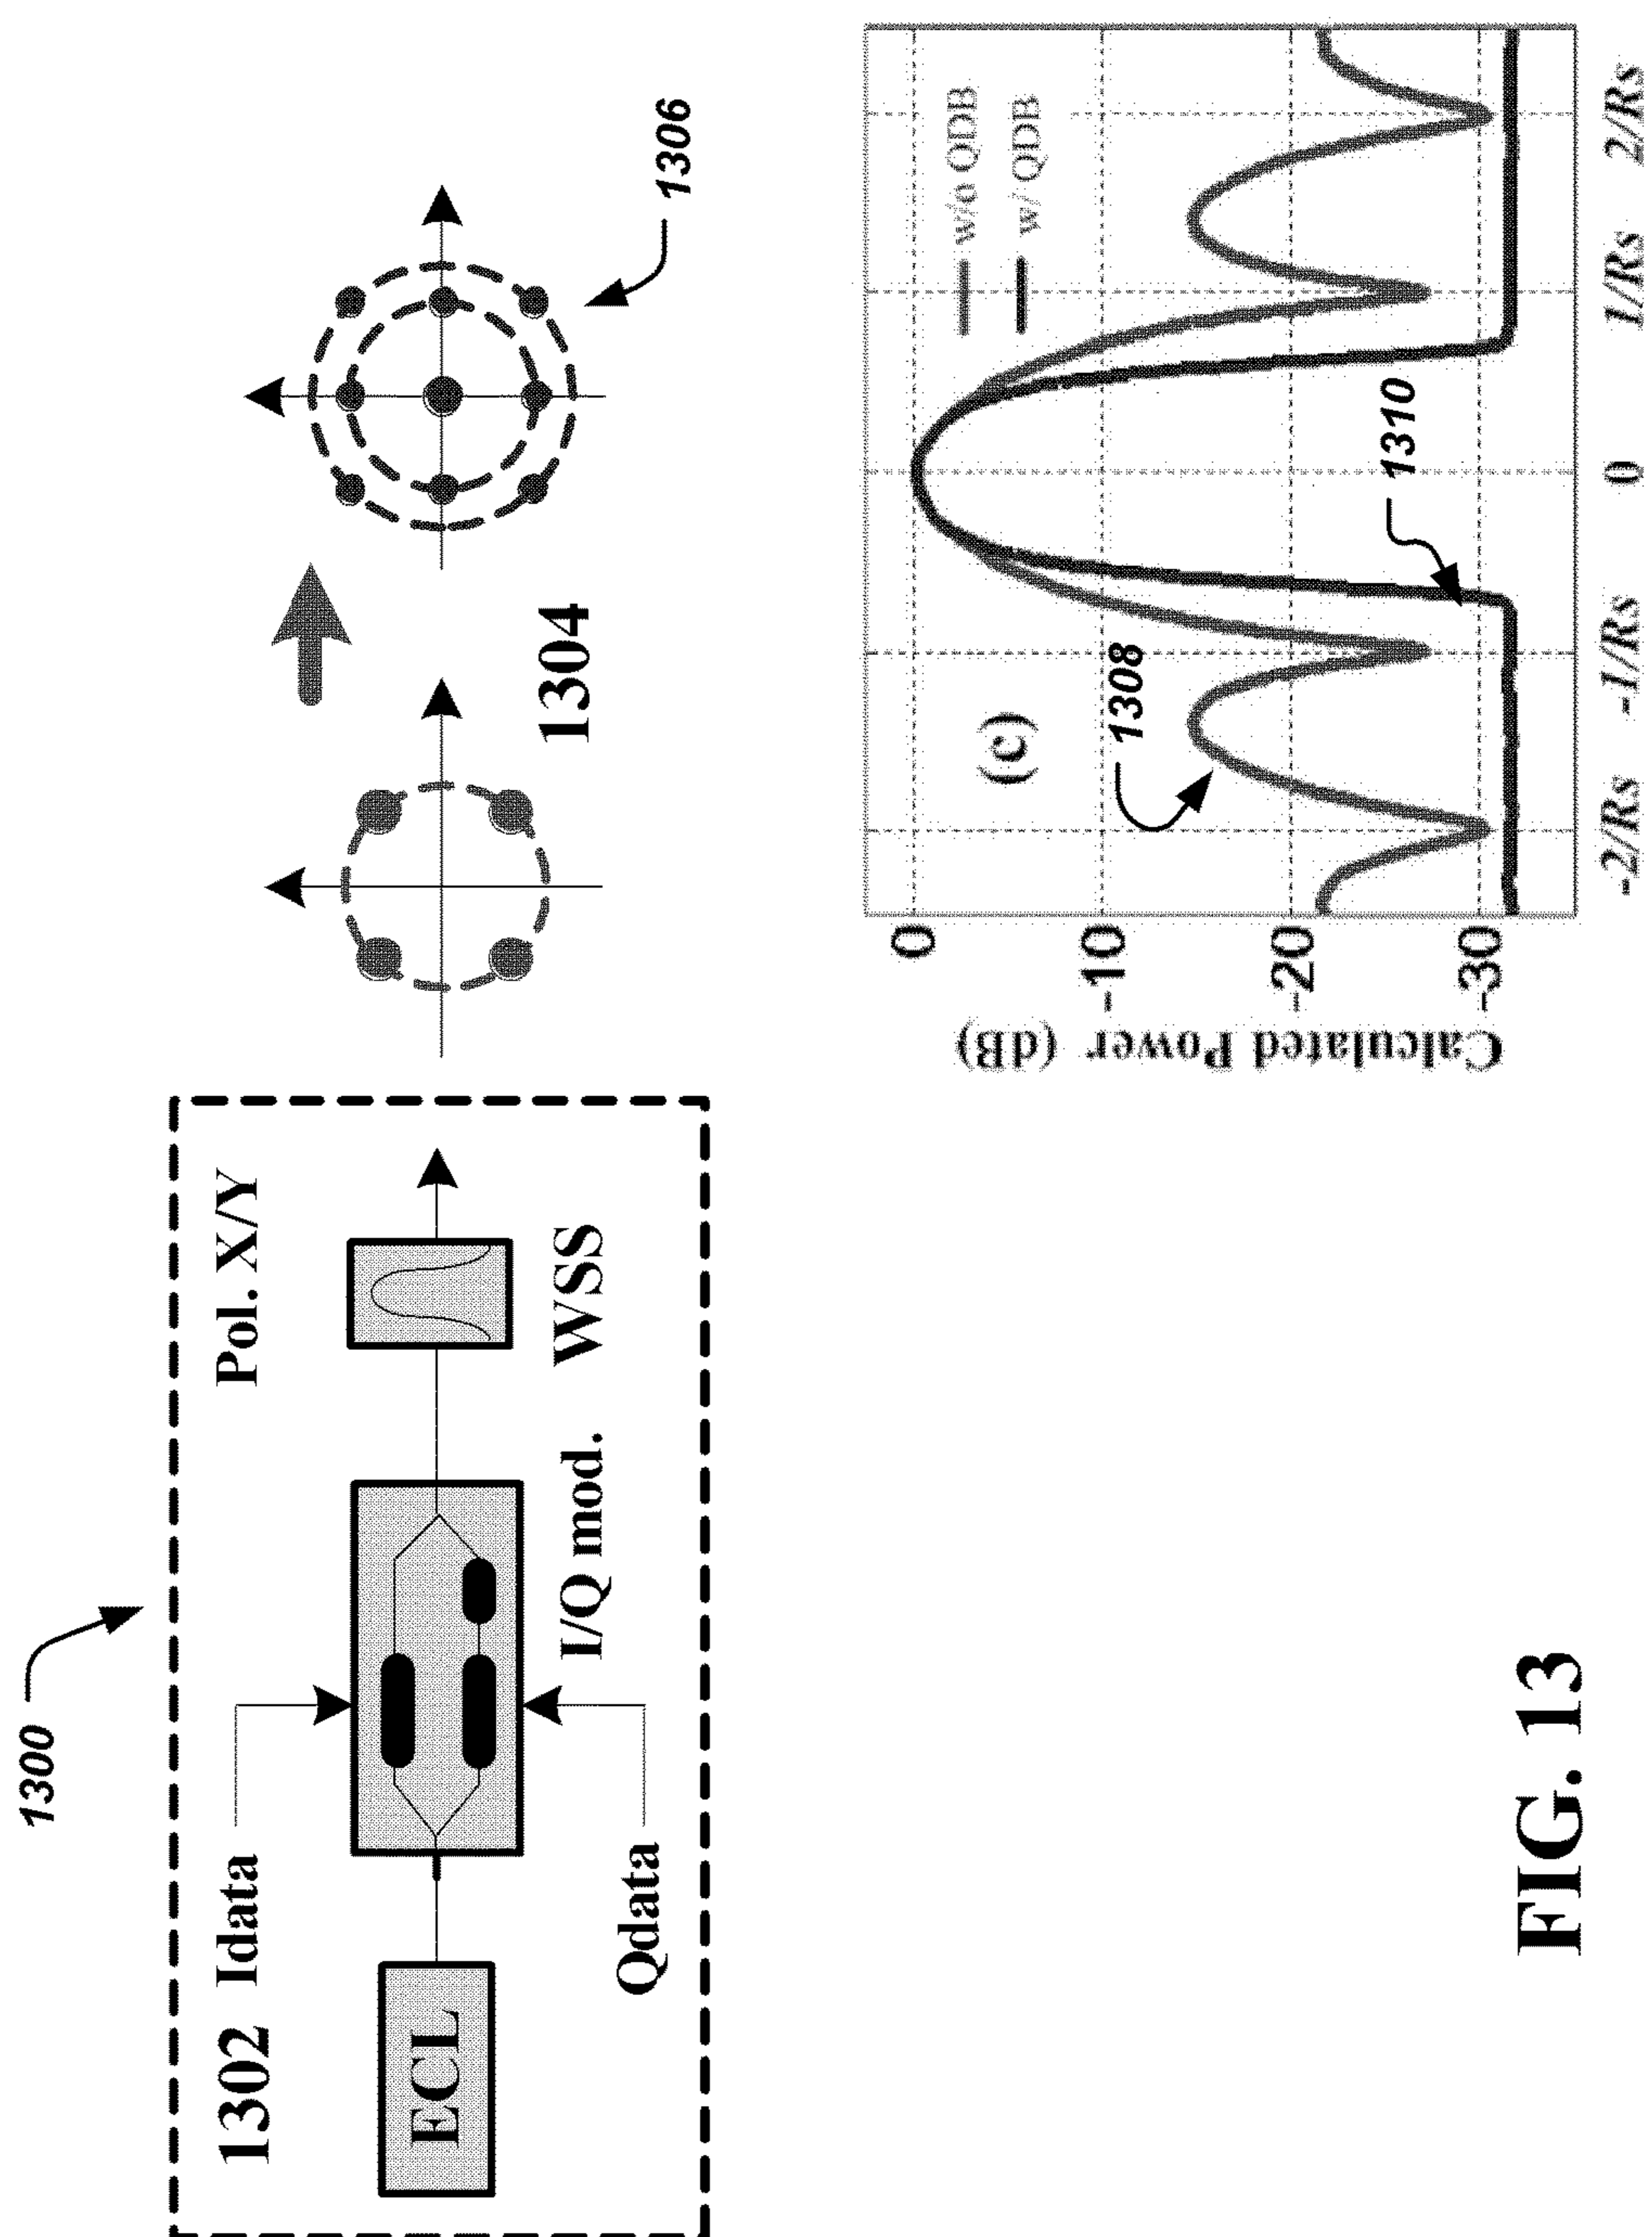 1300
1302
Idata
Pol. X/Y
ECL
I/Q mod.
WSS
Qdata
1304
1306
Calculated Power (dB)
0
-10
-20
-30
(c)
w/o QDB
w/ QDB
1308
1310
-2/Rs
-1/Rs
0
1/Rs
2/Rs
FIG. 13